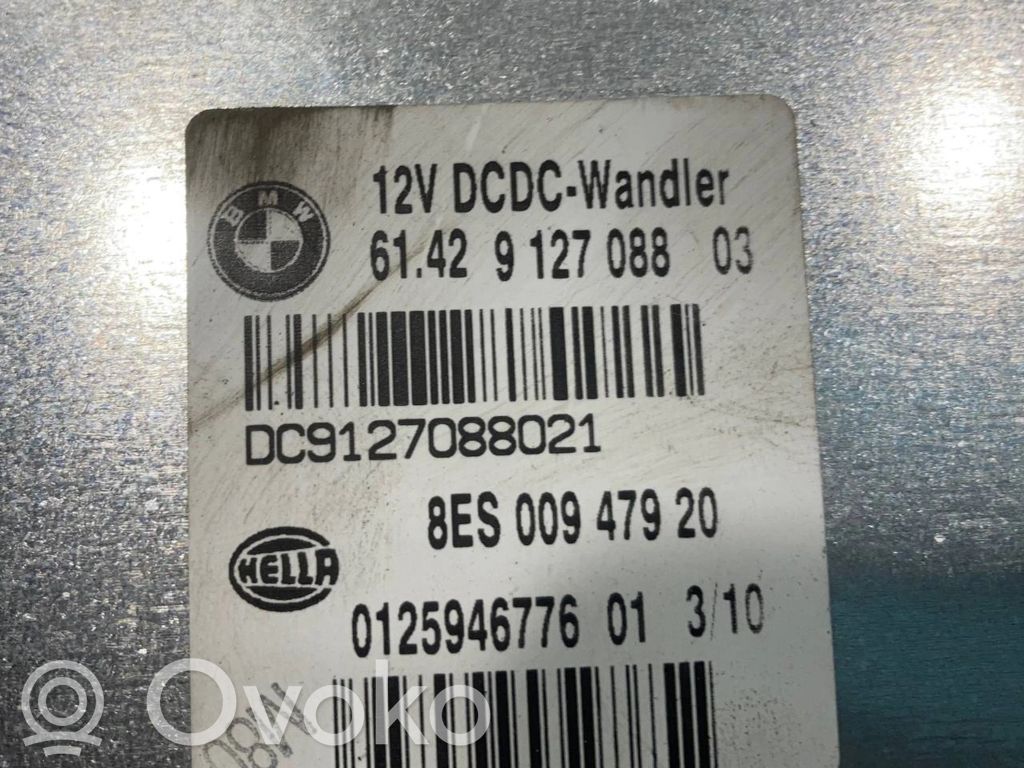 12V DCDC-Wandler
BMW
61.42 9 127 088 03
DC9127088021
8ES 009 479 20
HELLA
0125946776 01 3/10
Ovoko